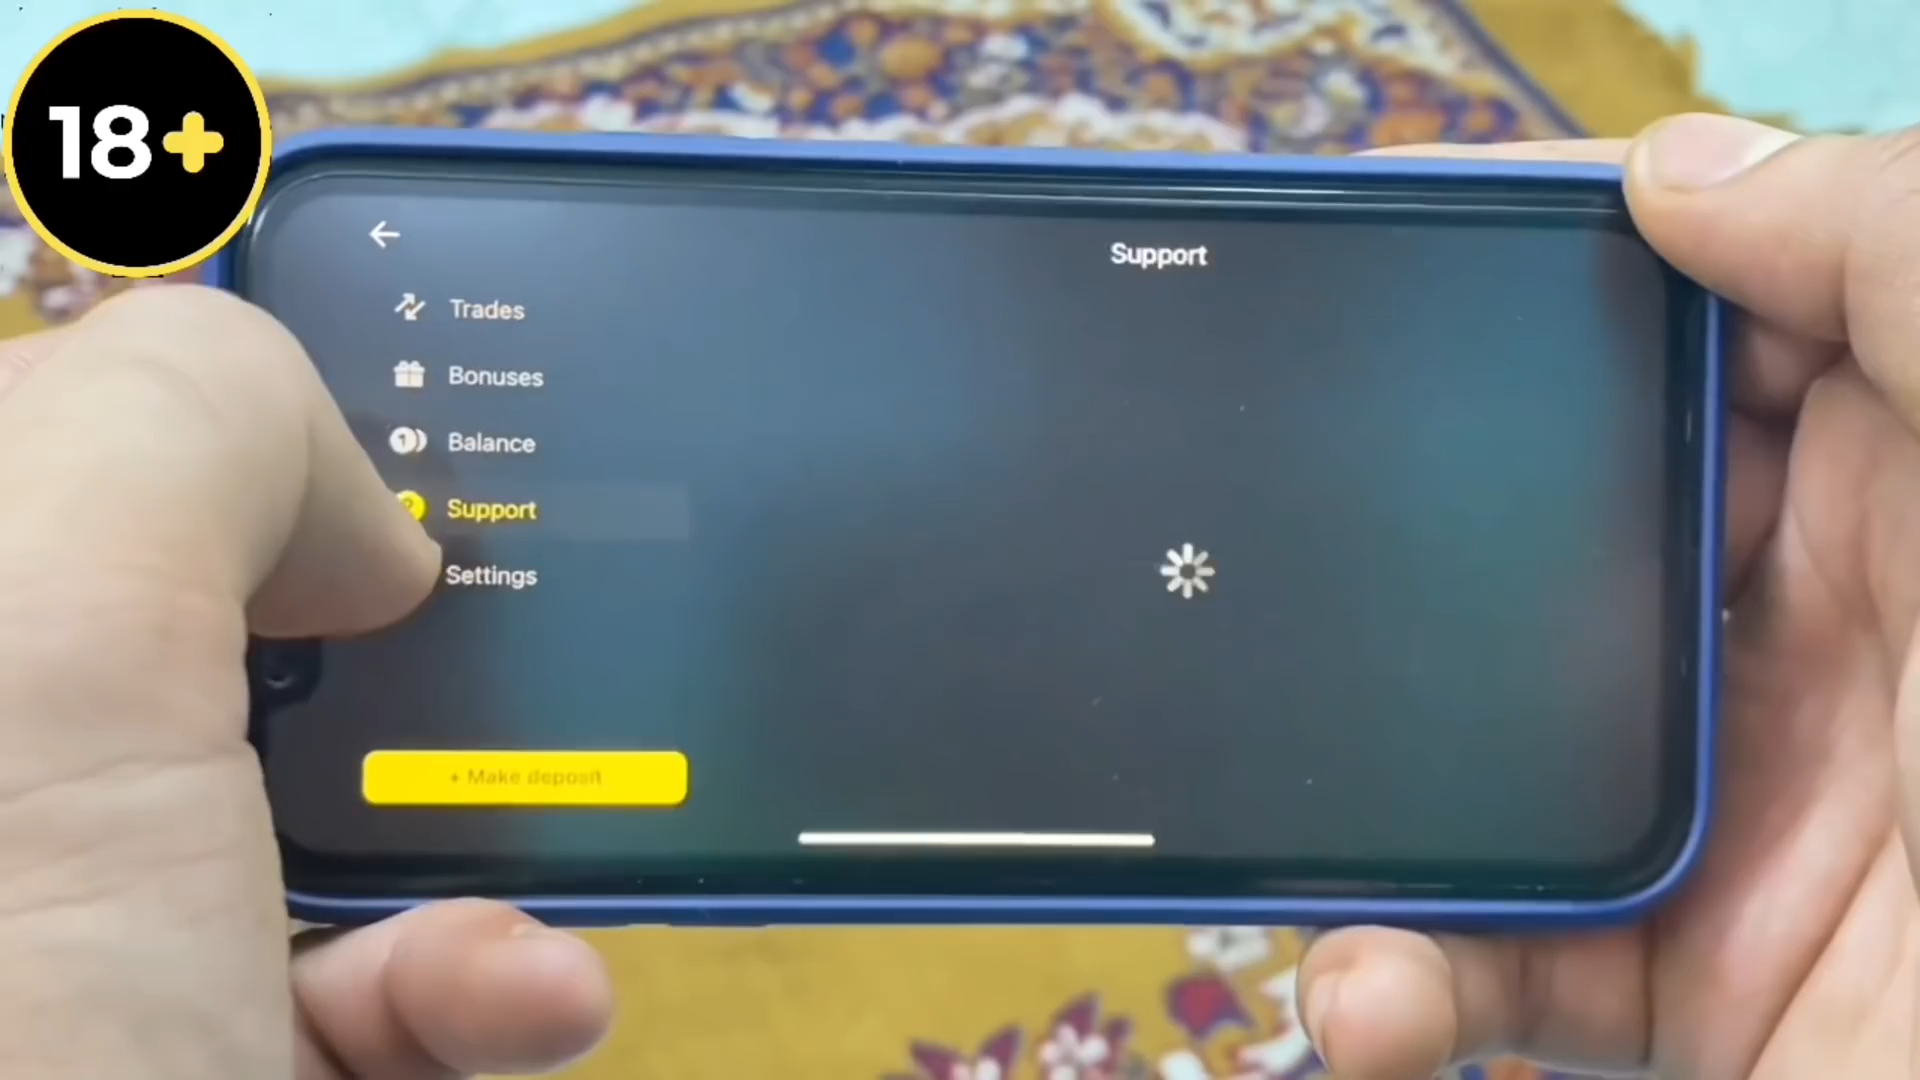 18+
Support
Trades
Bonuses
Balance
Support
Settings
+ Make deposit